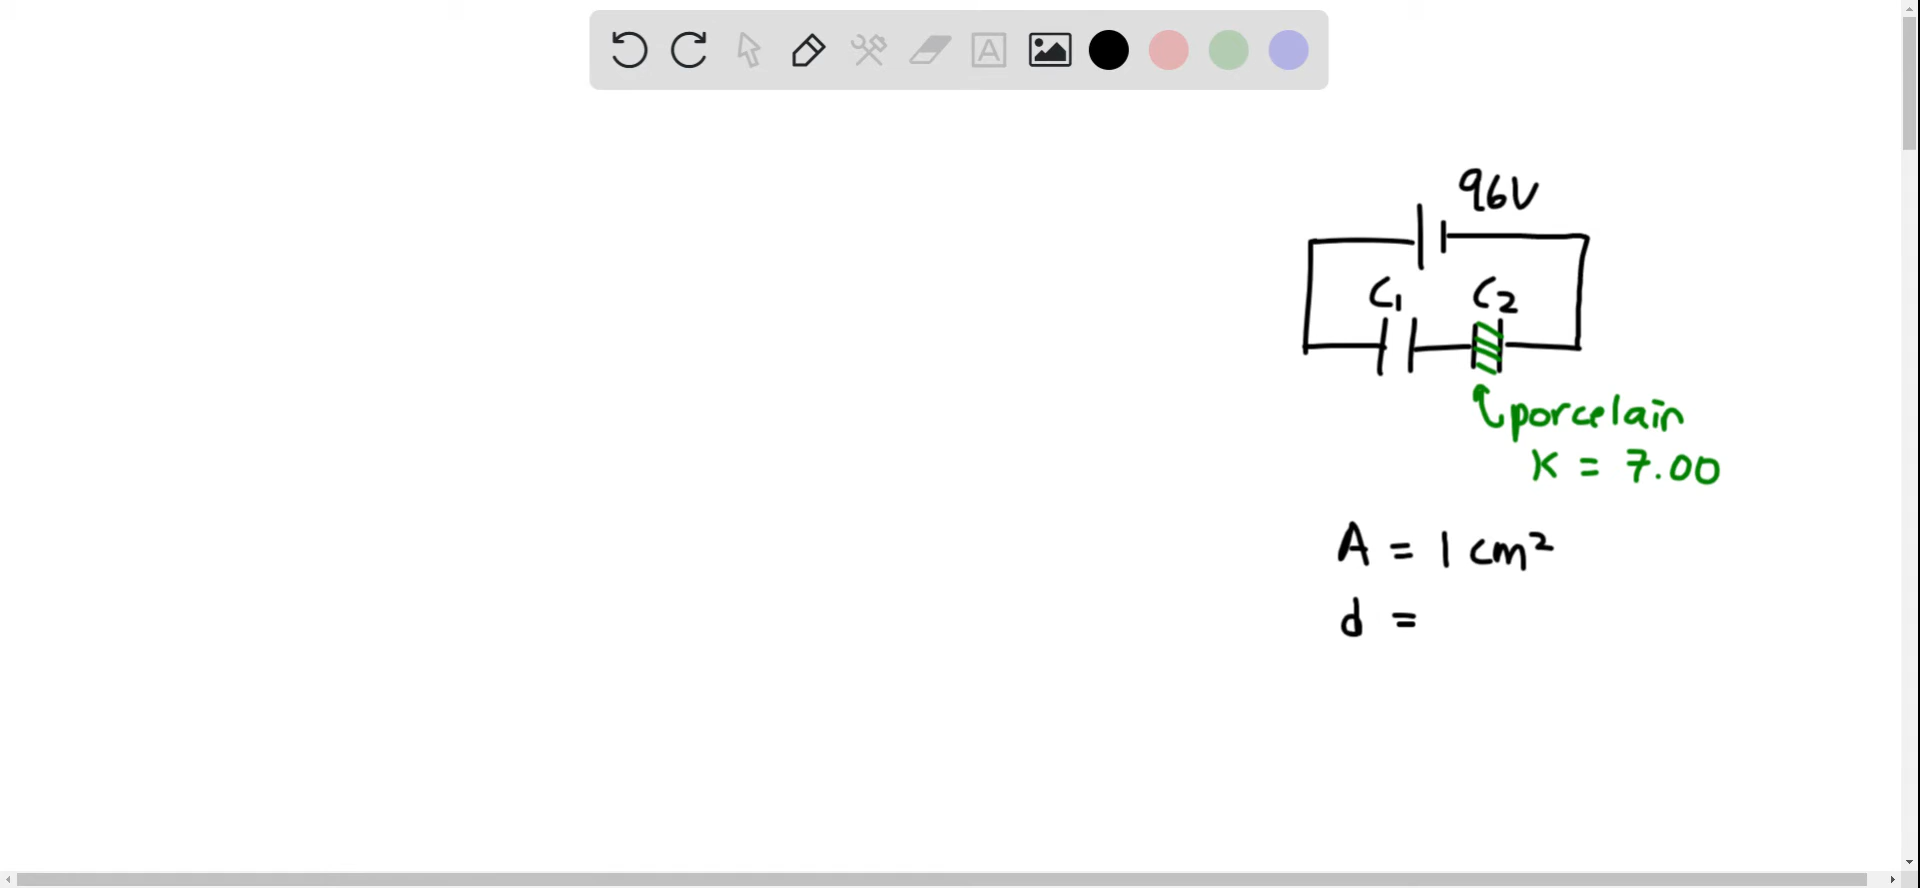 A
96V
C₁ C₂
porcelain
K = 7.00
A = 1 cm²
d =